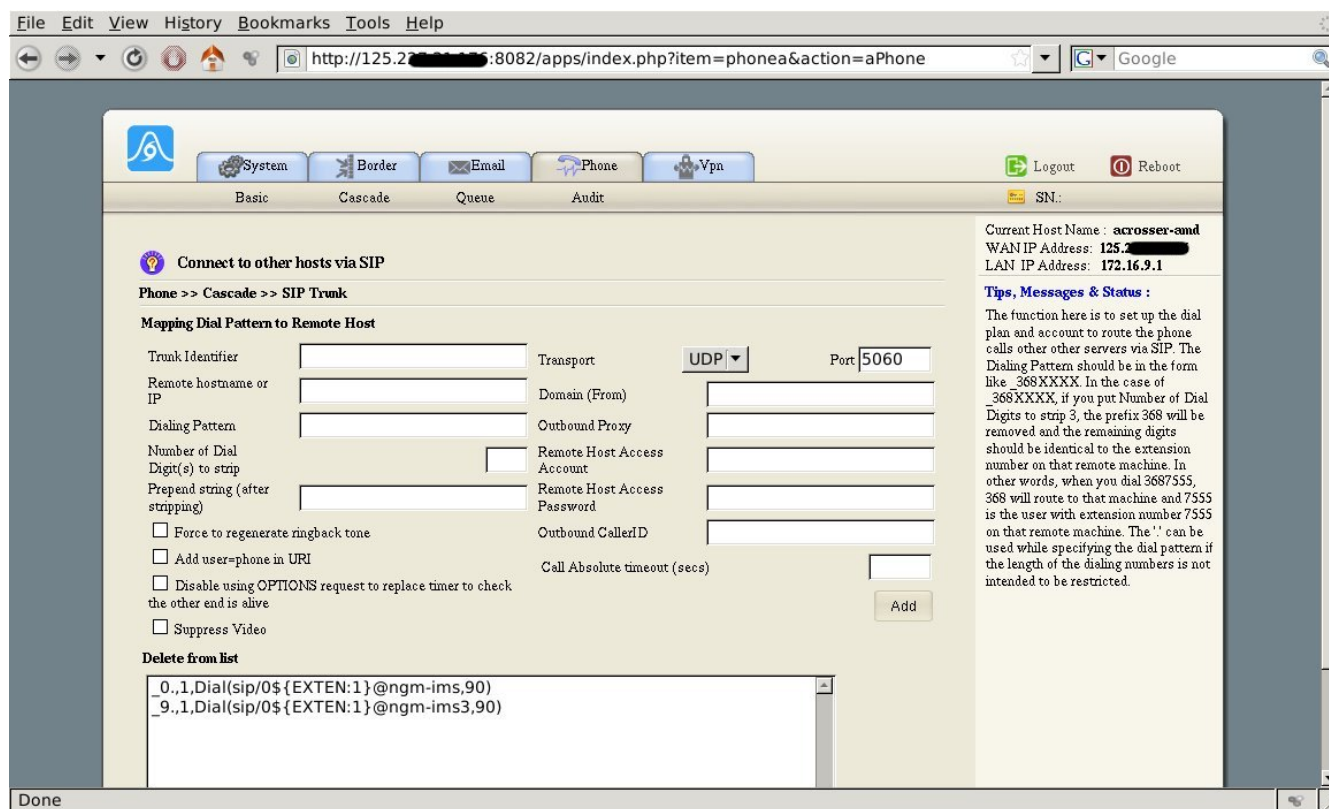 File Edit View History Bookmarks Tools Help
http://125.2 :8082/apps/index.php?item=phonea&action=aPhone
Google
System Border Email Phone Vpn
Logout Reboot
Basic Cascade Queue Audit
SN.:
Connect to other hosts via SIP
Phone >> Cascade >> SIP Trunk
Mapping Dial Pattern to Remote Host
Trunk Identifier
Transport UDP Port 5060
Remote hostname or
IP
Domain (From)
Dialing Pattern
Outbound Proxy
Number of Dial
Digit(s) to strip
Remote Host Access
Account
Prepend string (after
stripping)
Remote Host Access
Password
Force to regenerate ringback tone
Outbound CallerID
Add user=phone in URI
Call Absolute timeout (secs)
Disable using OPTIONS request to replace timer to check
the other end is alive
Add
Suppress Video
Delete from list
_0.,1,Dial(sip/0${EXTEN:1}@ngm-ims,90)
_9.,1,Dial(sip/0${EXTEN:1}@ngm-ims3,90)
Current Host Name : acrosser-amd
WAN IP Address: 125.2
LAN IP Address: 172.16.9.1
Tips, Messages & Status :
The function here is to set up the dial
plan and account to route the phone
calls other other servers via SIP. The
Dialing Pattern should be in the form
like _368XXXX. In the case of
_368XXXX, if you put Number of Dial
Digits to strip 3, the prefix 368 will be
removed and the remaining digits
should be identical to the extension
number on that remote machine. In
other words, when you dial 3687555,
368 will route to that machine and 7555
is the user with extension number 7555
on that remote machine. The '.' can be
used while specifying the dial pattern if
the length of the dialing numbers is not
intended to be restricted.
Done